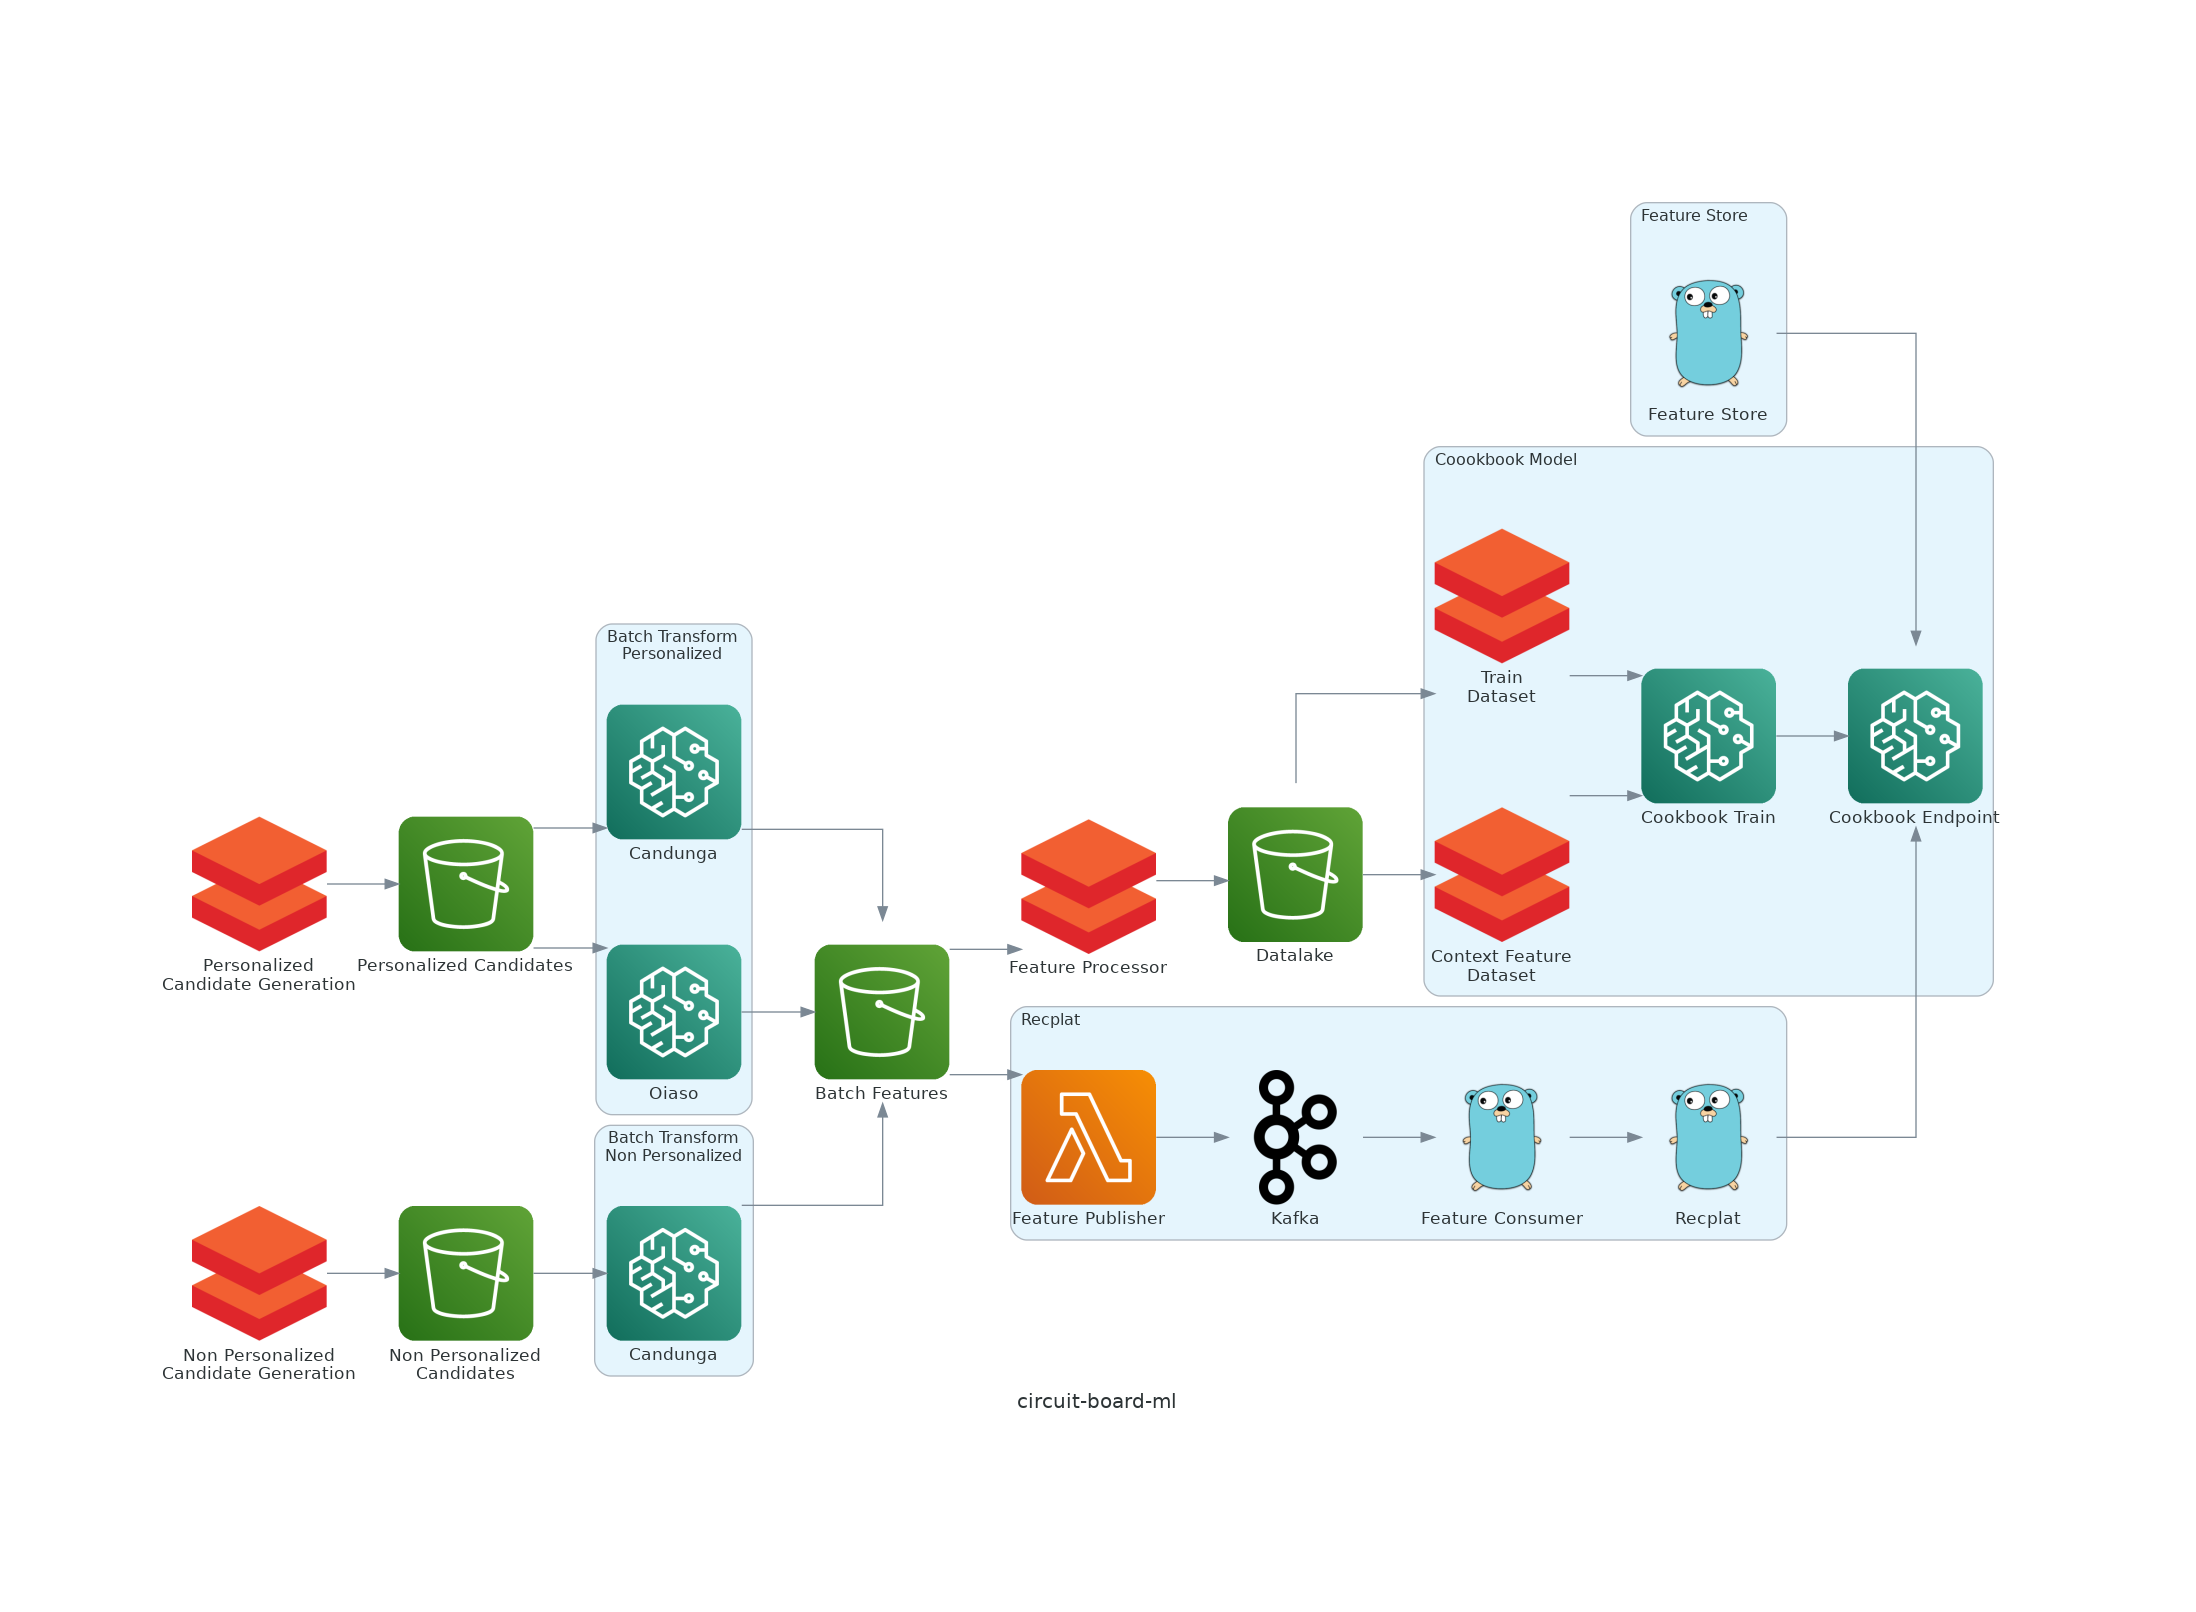 Feature Store
Feature Store
Coookbook Model
Train
Dataset
Cookbook Train
Cookbook Endpoint
Context Feature
Dataset
Batch Transform
Personalized
Candunga
Oiaso
Personalized
Candidate Generation
Personalized Candidates
Batch Features
Feature Processor
Datalake
Recplat
Feature Publisher
Kafka
Feature Consumer
Recplat
Batch Transform
Non Personalized
Candunga
Non Personalized
Candidate Generation
Non Personalized
Candidates
circuit-board-ml